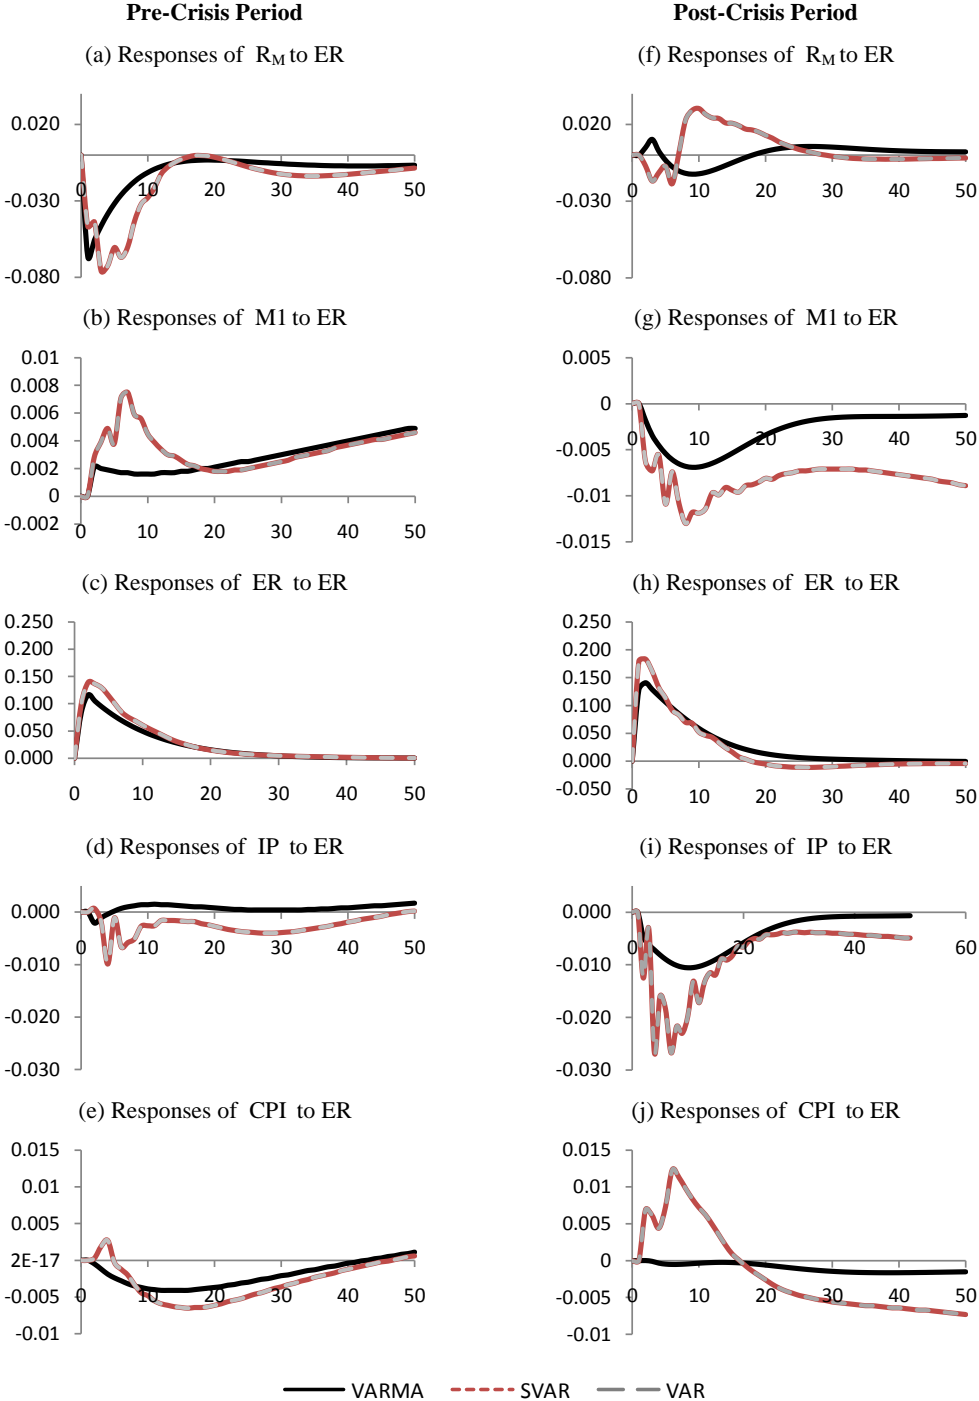 Pre-Crisis Period
Post-Crisis Period
(a) Responses of RM to ER
0.020
-0.030
-0.080
0 10 20 30 40 50
(f) Responses of RM to ER
0.020
-0.030
-0.080
0 10 20 30 40 50
(b) Responses of M1 to ER
0.01
0.008
0.006
0.004
0.002
0
-0.002
0 10 20 30 40 50
(g) Responses of M1 to ER
0.005
0
-0.005
-0.01
-0.015
0 10 20 30 40 50
(c) Responses of ER to ER
0.250
0.200
0.150
0.100
0.050
0.000
0 10 20 30 40 50
(h) Responses of ER to ER
0.250
0.200
0.150
0.100
0.050
0.000
-0.050
0 10 20 30 40 50
(d) Responses of IP to ER
0.000
-0.010
-0.020
-0.030
0 10 20 30 40 50
(i) Responses of IP to ER
0.000
-0.010
-0.020
-0.030
0 20 40 60
(e) Responses of CPI to ER
0.015
0.01
0.005
2E-17
-0.005
-0.01
0 10 20 30 40 50
(j) Responses of CPI to ER
0.015
0.01
0.005
0
-0.005
-0.01
0 10 20 30 40 50
VARMA SVAR VAR